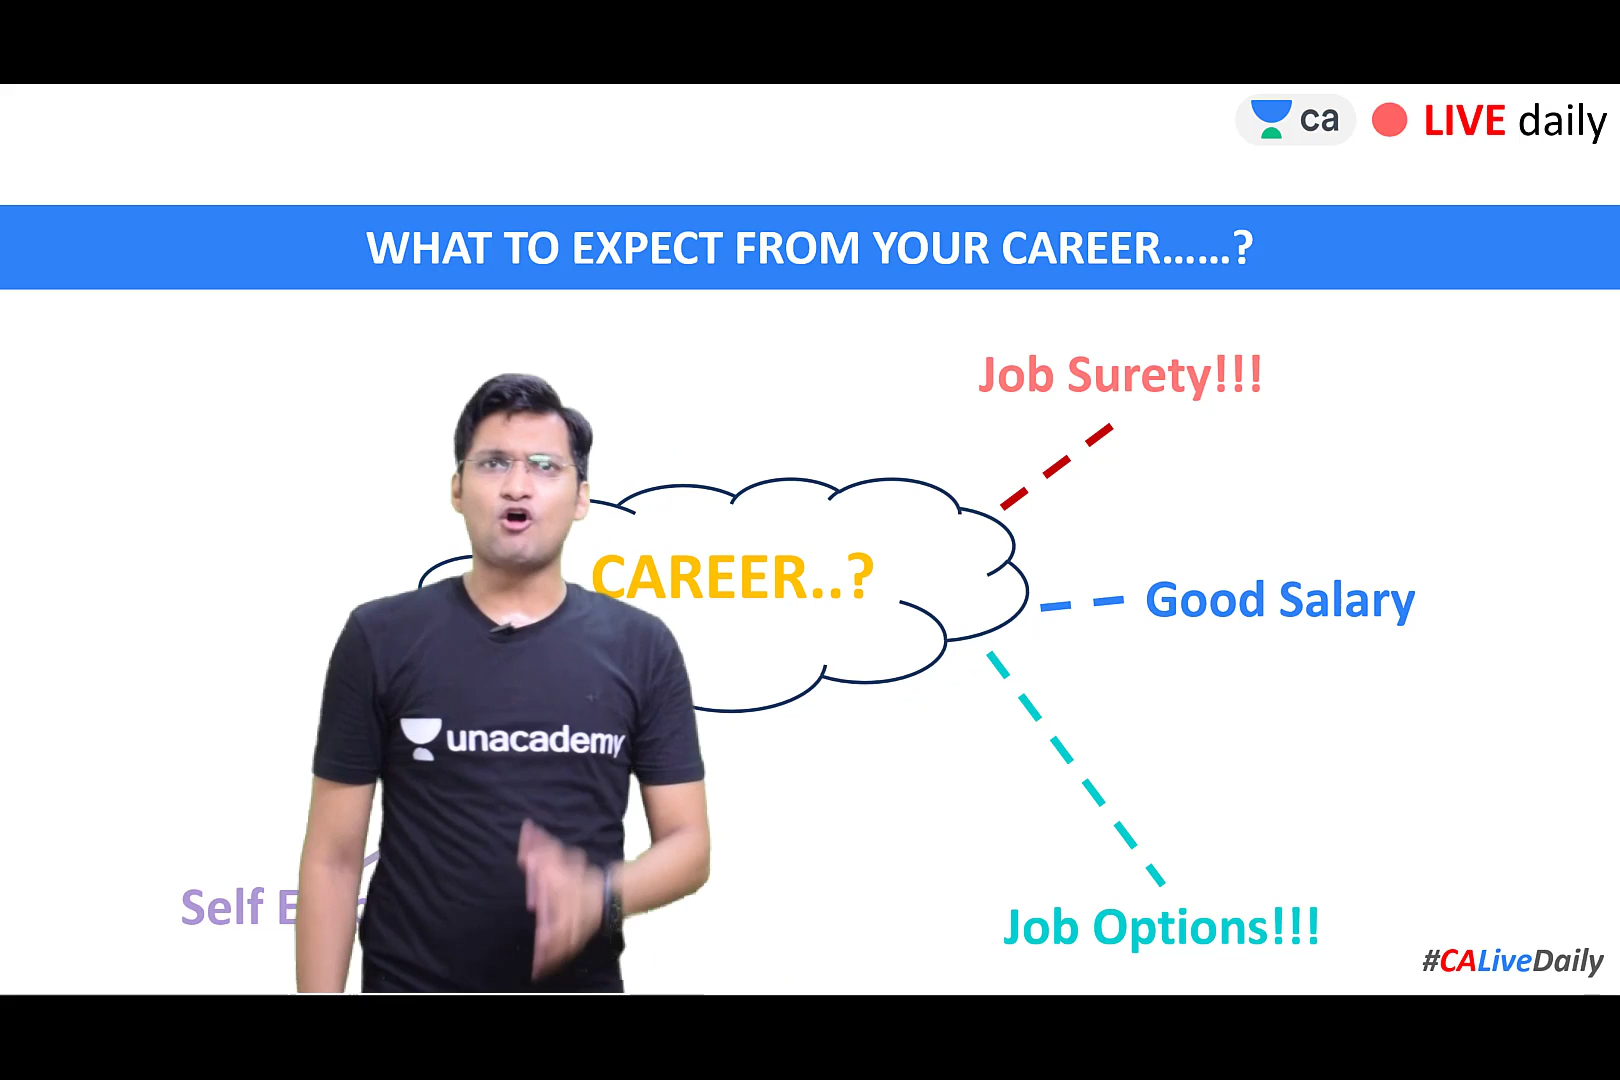 ca LIVE daily
WHAT TO EXPECT FROM YOUR CAREER......?
Job Surety!!!
CAREER..?
Good Salary
unacademy
Self
Job Options!!!
#CALiveDaily